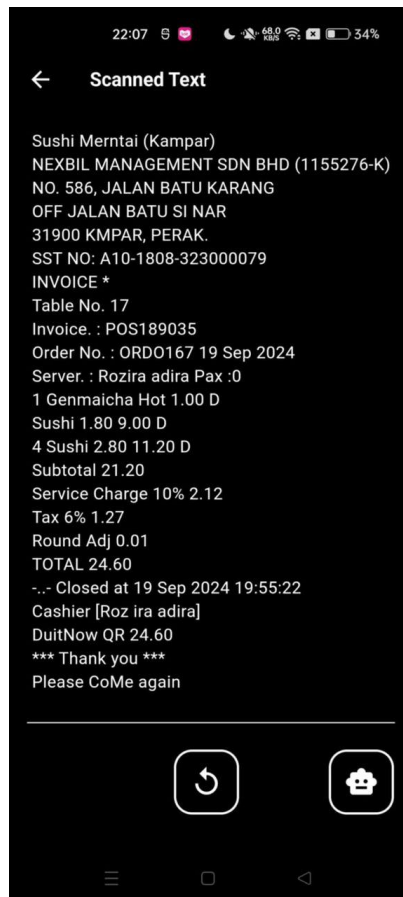 22:07 68.0 KB/S 34%
Scanned Text
Sushi Merntai (Kampar)
NEXBIL MANAGEMENT SDN BHD (1155276-K)
NO. 586, JALAN BATU KARANG
OFF JALAN BATU SI NAR
31900 KMPAR, PERAK.
SST NO: A10-1808-323000079
INVOICE *
Table No. 17
Invoice. : POS189035
Order No. : ORDO167 19 Sep 2024
Server. : Rozira adira Pax :0
1 Genmaicha Hot 1.00 D
Sushi 1.80 9.00 D
4 Sushi 2.80 11.20 D
Subtotal 21.20
Service Charge 10% 2.12
Tax 6% 1.27
Round Adj 0.01
TOTAL 24.60
-..- Closed at 19 Sep 2024 19:55:22
Cashier [Roz ira adira]
DuitNow QR 24.60
*** Thank you ***
Please CoMe again